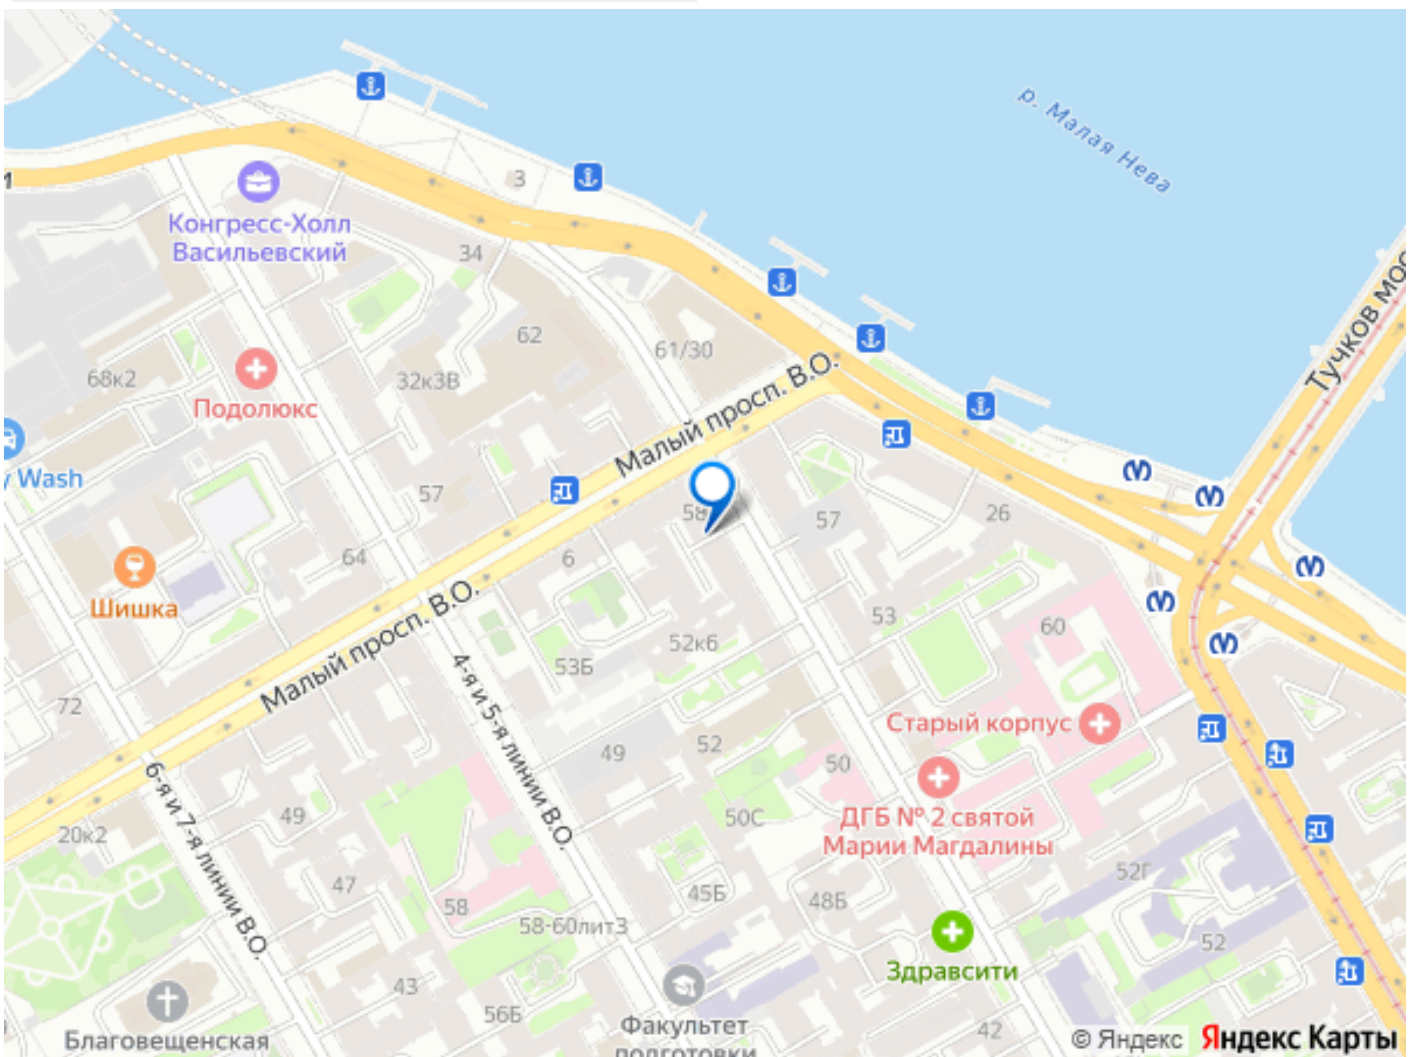 р. Малая Нева
3
Конгресс-Холл
Васильевский
34
Тучков мос
62
61/30
68к2
32к3В
Подолюкс
Малый просп. В.О.
y Wash
57
58
57
26
64
6
Шишка
Малый просп. В.О.
53
60
52к6
53Б
4-я и 5-я линии В.О.
72
Старый корпус
49
52
50
6-я и 7-я линии В.О.
49
50С
ДГБ № 2 святой
Марии Магдалины
20к2
52Г
47
45Б
48Б
58
58-60литЗ
52
Здравсити
43
56Б
Факультет
подготовки
42
Благовещенская
© Яндекс
Яндекс Карты